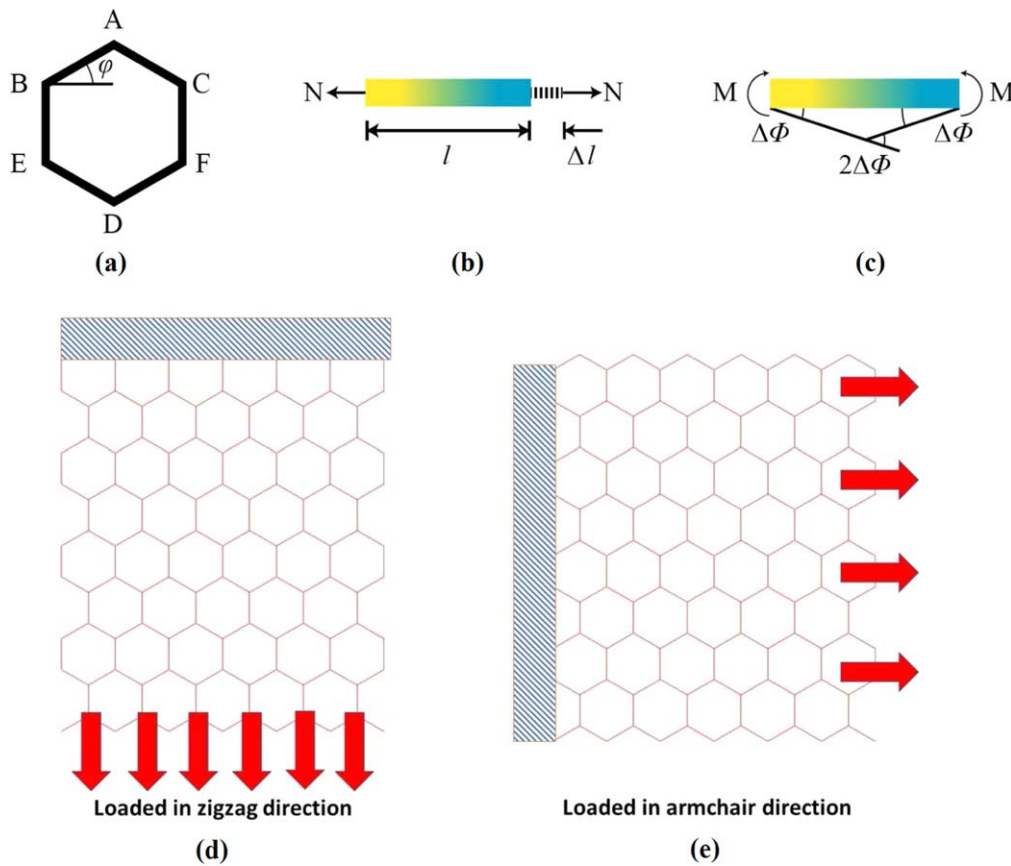 A
B
φ
C
E
F
D
(a)
N
N
l
Δl
(b)
M
M
ΔΦ
ΔΦ
2ΔΦ
(c)
Loaded in zigzag direction
(d)
Loaded in armchair direction
(e)